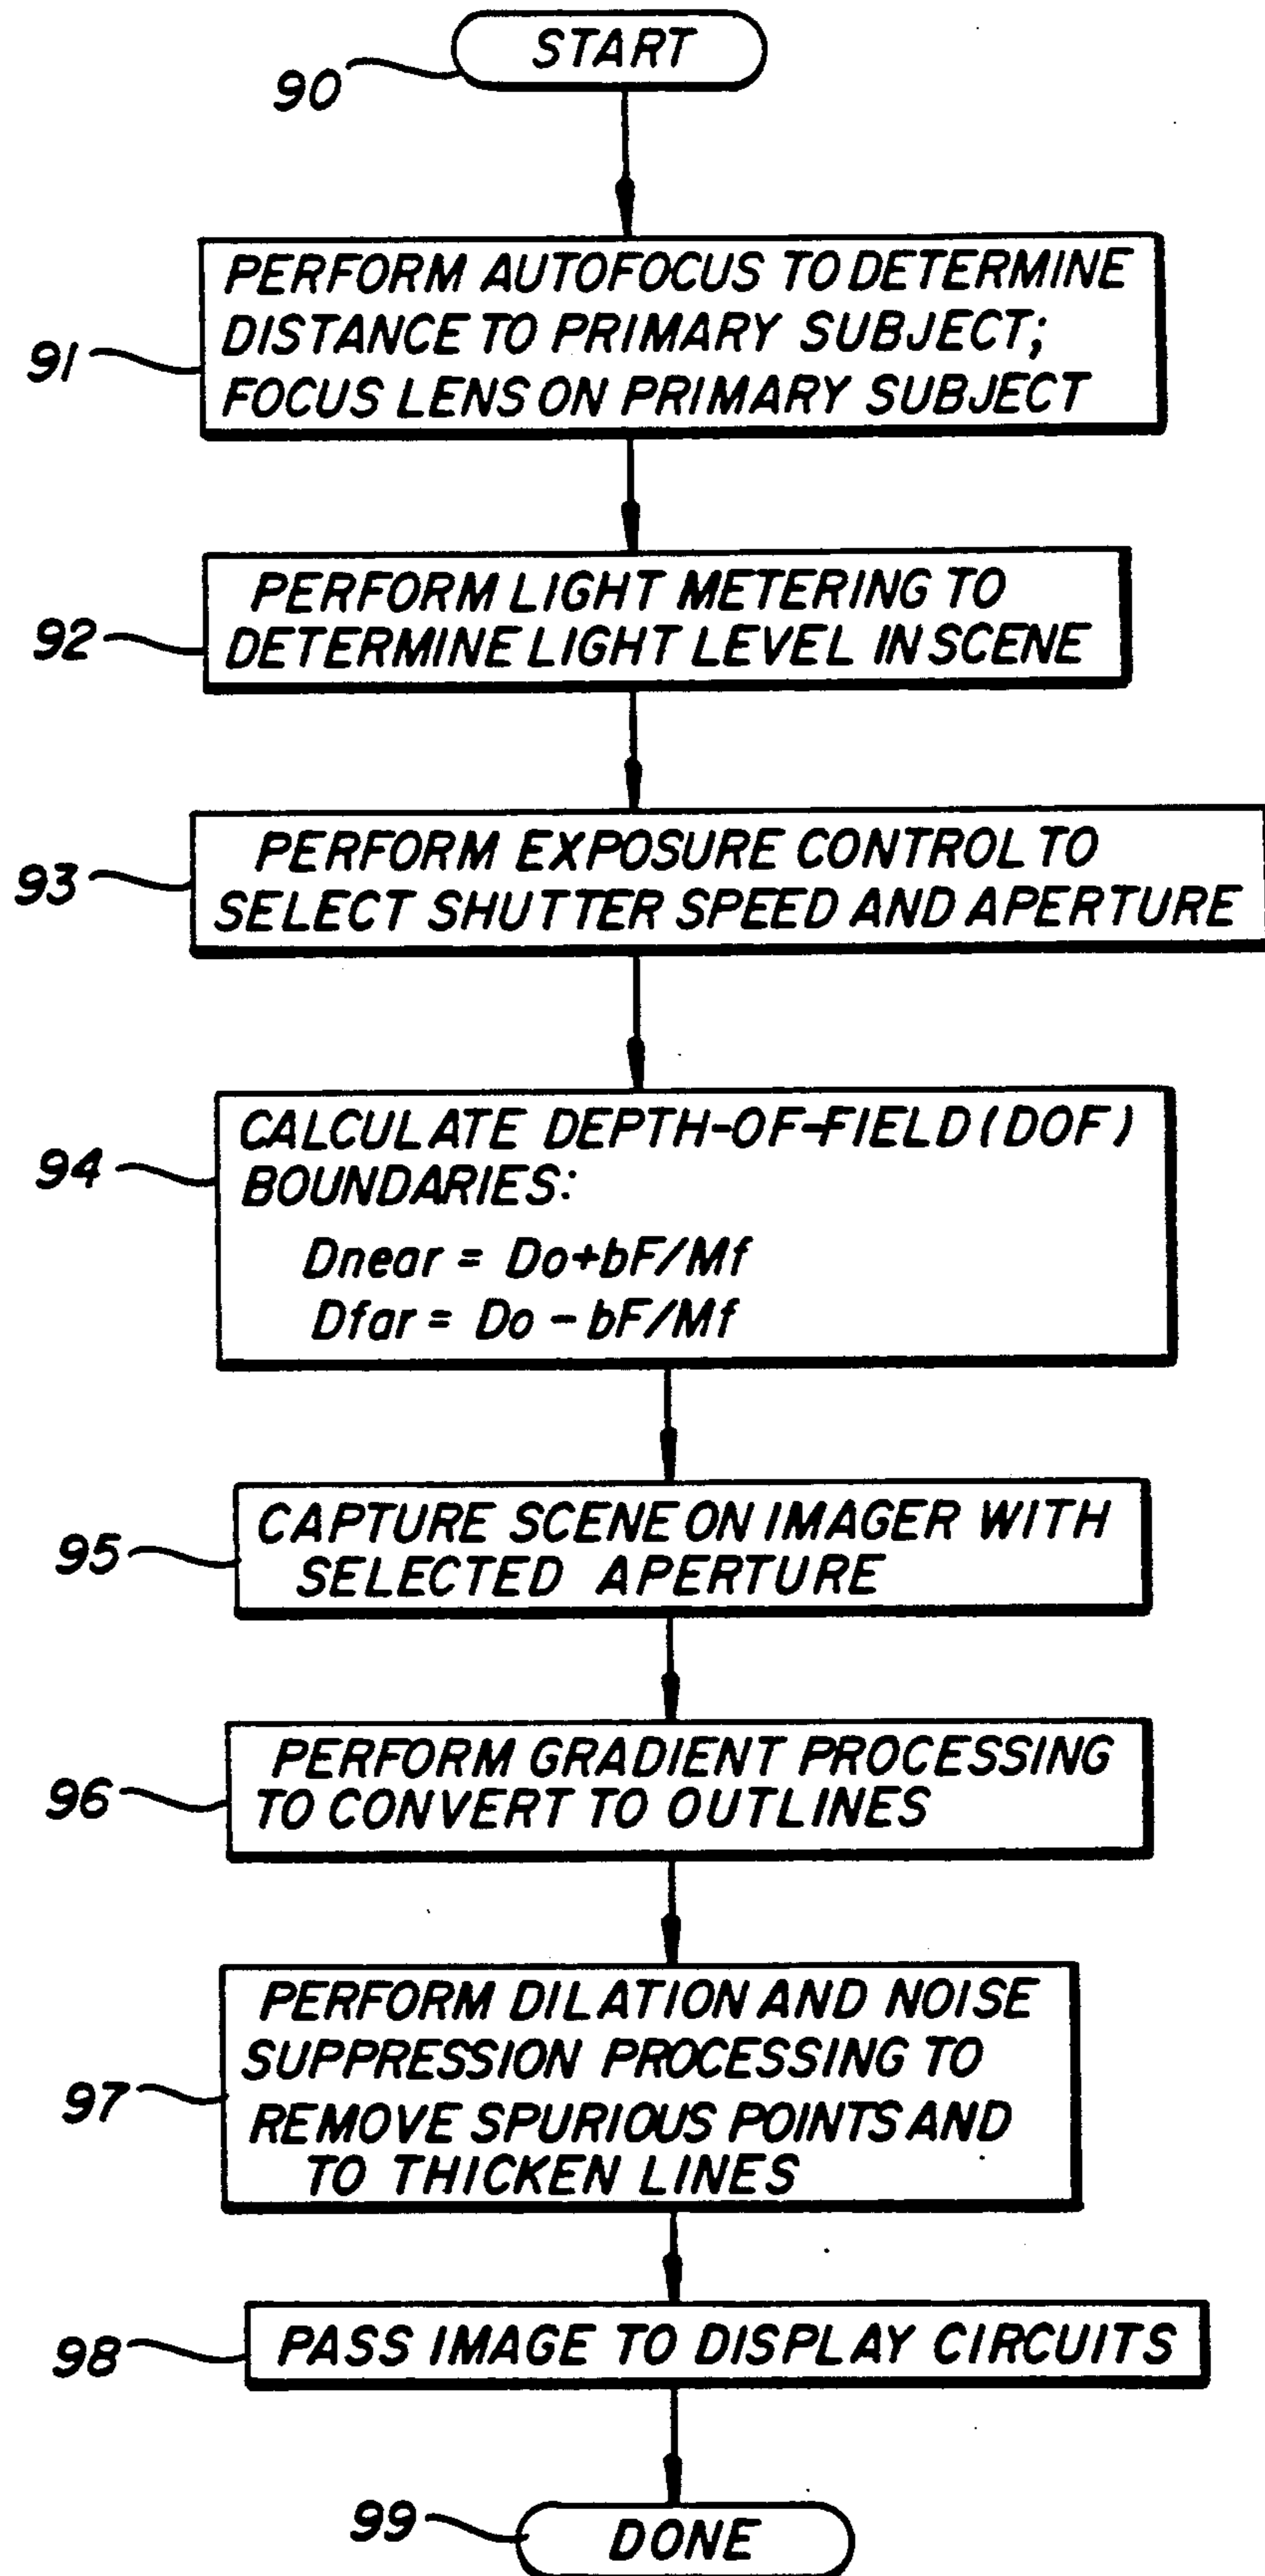 START
90
PERFORM AUTOFOCUS TO DETERMINE
DISTANCE TO PRIMARY SUBJECT;
FOCUS LENS ON PRIMARY SUBJECT
91
PERFORM LIGHT METERING TO
DETERMINE LIGHT LEVEL IN SCENE
92
PERFORM EXPOSURE CONTROL TO
SELECT SHUTTER SPEED AND APERTURE
93
CALCULATE DEPTH-OF-FIELD (DOF)
BOUNDARIES:
Dnear = Do+bF/Mf
Dfar = Do - bF/Mf
94
CAPTURE SCENE ON IMAGER WITH
SELECTED APERTURE
95
PERFORM GRADIENT PROCESSING
TO CONVERT TO OUTLINES
96
PERFORM DILATION AND NOISE
SUPPRESSION PROCESSING TO
REMOVE SPURIOUS POINTS AND
TO THICKEN LINES
97
PASS IMAGE TO DISPLAY CIRCUITS
98
DONE
99